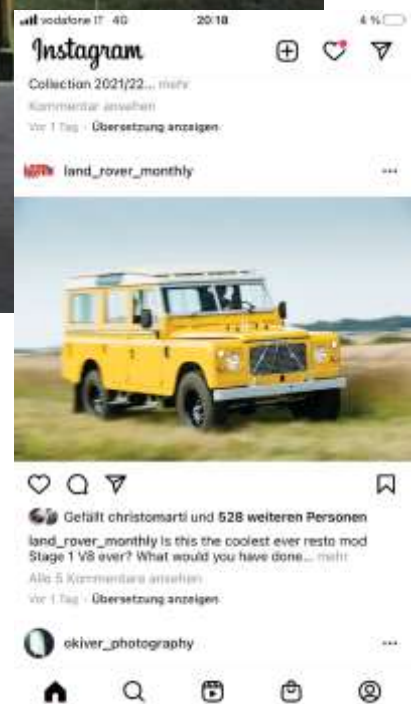 vodafone IT 4G 20:18 4 %
Instagram
Collection 2021/22... mehr
Kommentar ansehen
Vor 1 Tag · Übersetzung anzeigen
land_rover_monthly
Gefällt christomarti und 528 weiteren Personen
land_rover_monthly Is this the coolest ever resto mod
Stage 1 V8 ever? What would you have done... mehr
Alle 5 Kommentare ansehen
Vor 1 Tag · Übersetzung anzeigen
okiver_photography